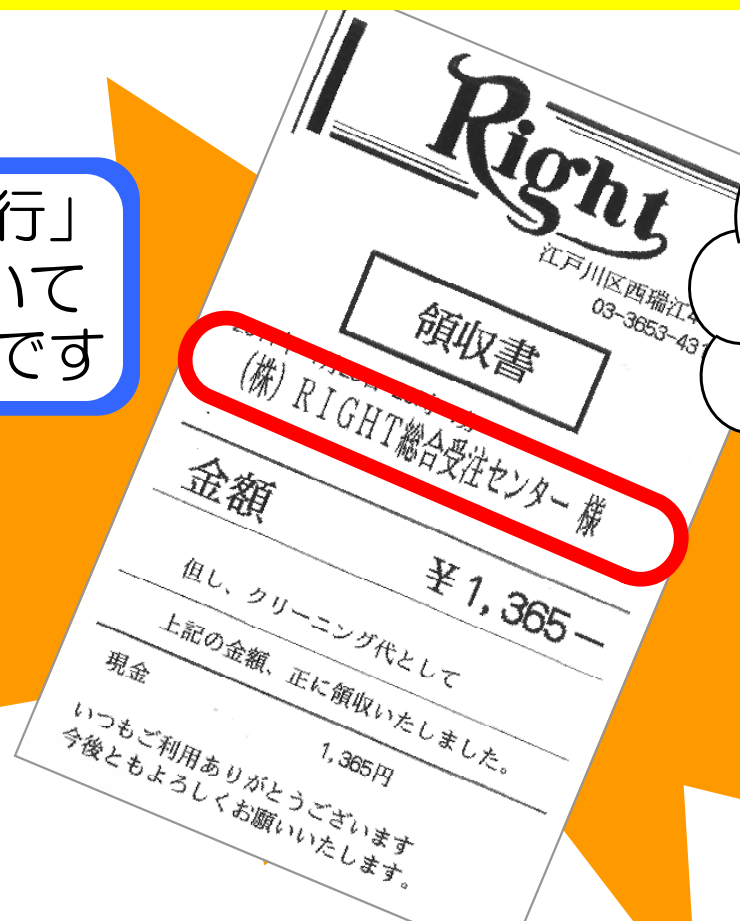 行」
いて
です
Right
江戸川区西瑞江
03-3653-43
領収書
(株) RIGHT総合受注センター 様
金額
¥1,365−
但し、クリーニング代として
上記の金額、正に領収いたしました。
現金
1,365円
いつもご利用ありがとうございます
今後ともよろしくお願いいたします。